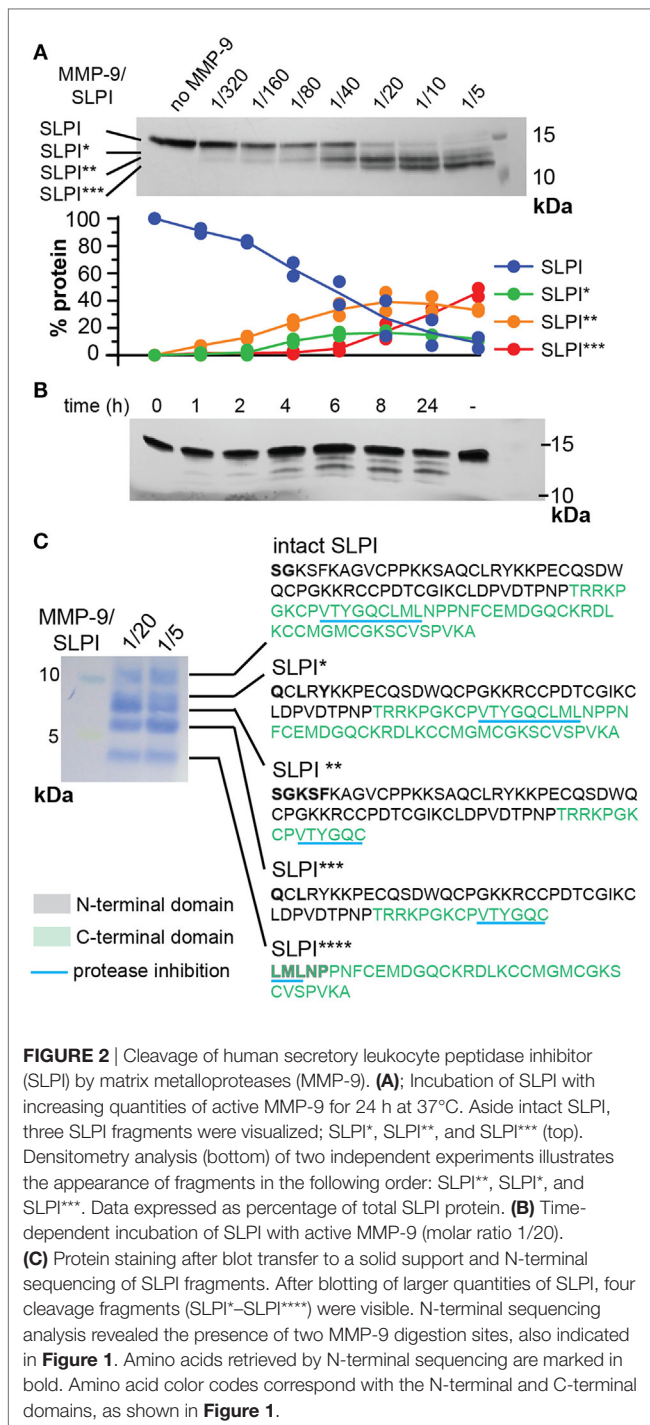 A
MMP-9/
SLPI
no MMP-9 1/320 1/160 1/80 1/40 1/20 1/10 1/5
SLPI
SLPI*
SLPI**
SLPI***
15
10
kDa
% protein
100
80
60
40
20
0
SLPI
SLPI*
SLPI**
SLPI***
B
time (h) 0 1 2 4 6 8 24 -
-15
-10
kDa
C
MMP-9/
SLPI 1/20 1/5
10
5
kDa
N-terminal domain
C-terminal domain
protease inhibition
intact SLPI
SGKSFKAGVCPPKKSAQCLRYKKPECQSDW
QCPGKKRCCPDTCGIKCLDPVDTPNPTRRKP
GKCPVTYGQCLMLNPPNFCEMDGQCKRDL
KCCMGMCGKSCVSPVKA
SLPI*
QCLRYKKPECQSDWQCPGKKRCCPDTCGIKC
LDPVDTPNPTRRKPGKCPVTYGQCLMLNPPN
FCEMDGQCKRDLKCCMGMCGKSCVSPVKA
SLPI **
SGKSFKAGVCPPKKSAQCLRYKKPECQSDWQ
CPGKKRCCPDTCGIKCLDPVDTPNPTRRKPGK
CPVTYGQC
SLPI***
QCLRYKKPECQSDWQCPGKKRCCPDTCGIKC
LDPVDTPNPTRRKPGKCPVTYGQC
SLPI****
LMLNPPNFCEMDGQCKRDLKCCMGMCGKS
CVSPVKA
FIGURE 2 | Cleavage of human secretory leukocyte peptidase inhibitor
(SLPI) by matrix metalloproteases (MMP-9). (A); Incubation of SLPI with
increasing quantities of active MMP-9 for 24 h at 37°C. Aside intact SLPI,
three SLPI fragments were visualized; SLPI*, SLPI**, and SLPI*** (top).
Densitometry analysis (bottom) of two independent experiments illustrates
the appearance of fragments in the following order: SLPI**, SLPI*, and
SLPI***. Data expressed as percentage of total SLPI protein. (B) Time-
dependent incubation of SLPI with active MMP-9 (molar ratio 1/20).
(C) Protein staining after blot transfer to a solid support and N-terminal
sequencing of SLPI fragments. After blotting of larger quantities of SLPI, four
cleavage fragments (SLPI*–SLPI****) were visible. N-terminal sequencing
analysis revealed the presence of two MMP-9 digestion sites, also indicated
in Figure 1. Amino acids retrieved by N-terminal sequencing are marked in
bold. Amino acid color codes correspond with the N-terminal and C-terminal
domains, as shown in Figure 1.